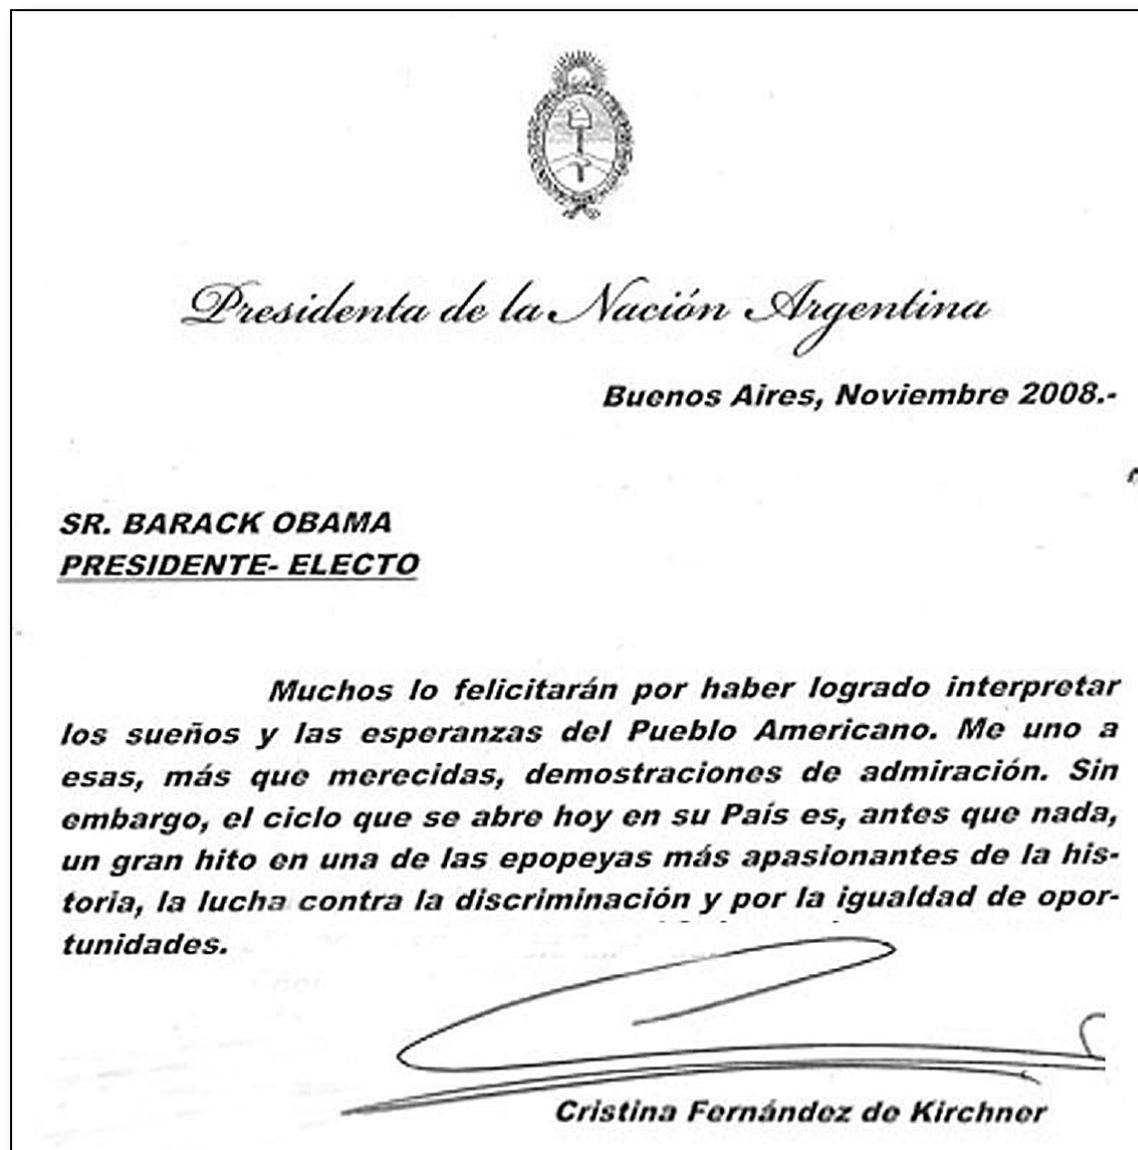 Presidenta de la Nación Argentina
Buenos Aires, Noviembre 2008.-
SR. BARACK OBAMA
PRESIDENTE- ELECTO
Muchos lo felicitarán por haber logrado interpretar
los sueños y las esperanzas del Pueblo Americano. Me uno a
esas, más que merecidas, demostraciones de admiración. Sin
embargo, el ciclo que se abre hoy en su País es, antes que nada,
un gran hito en una de las epopeyas más apasionantes de la his-
toria, la lucha contra la discriminación y por la igualdad de opor-
tunidades.
Cristina Fernández de Kirchner